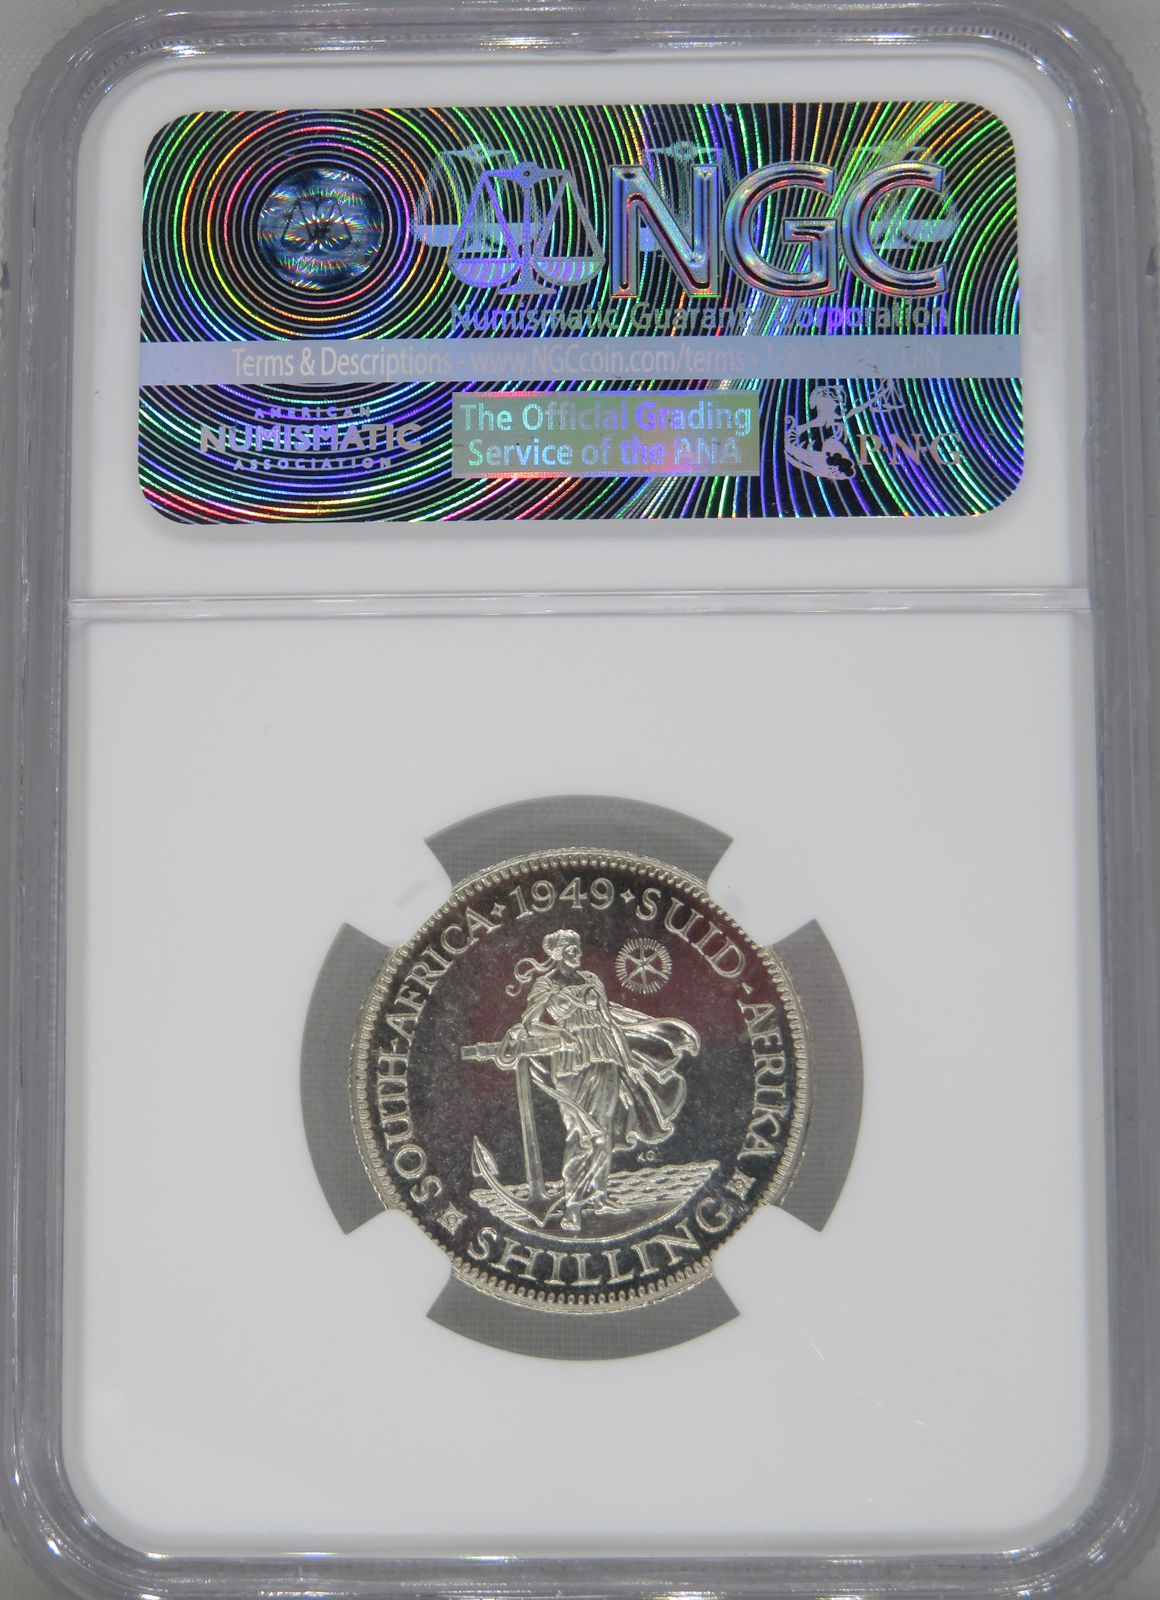 NGC
Numismatic Guaranty Corporation
Terms & Descriptions - www.NGCcoin.com/terms
AMERICAN
NUMISMATIC
ASSOCIATION
The Official Grading
Service of the ANA
PNG
SOUTH-AFRICA · 1949 · SUID-AFRIKA
KG
SHILLING